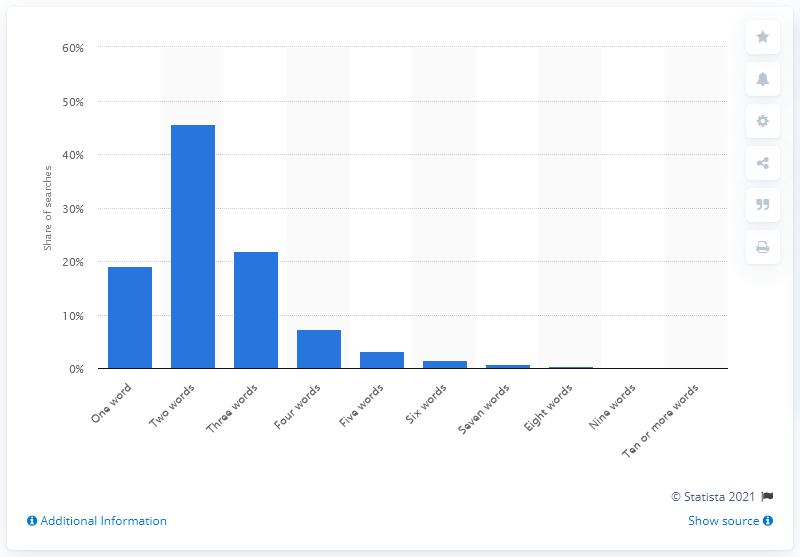 60%
50%
40%
30%
20%
10%
0%
Share of searches
One word
Two words
Three words
Four words
Five words
Six words
Seven words
Eight words
Nine words
Ten or more words
© Statista 2021
Additional Information
Show source